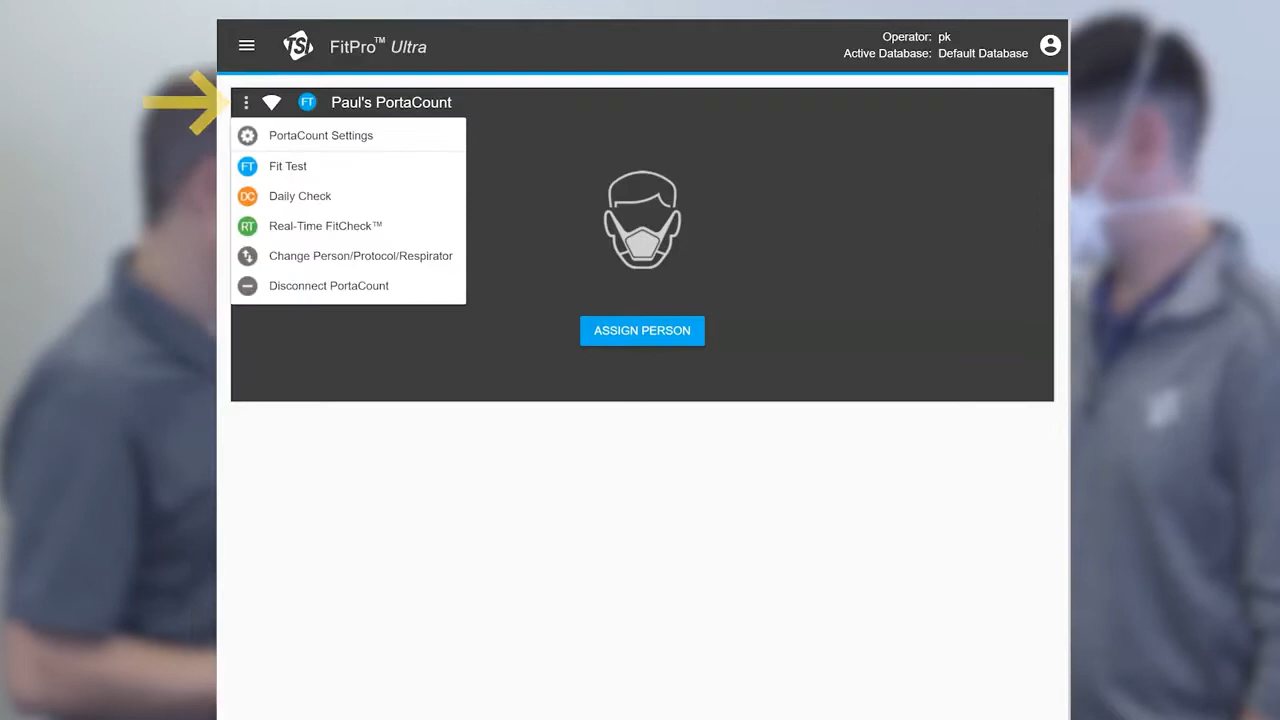 TSI FitPro™ Ultra
Operator: pk
Active Database: Default Database
FT Paul's PortaCount
PortaCount Settings
FT Fit Test
DC Daily Check
RT Real-Time FitCheck™
Change Person/Protocol/Respirator
Disconnect PortaCount
ASSIGN PERSON